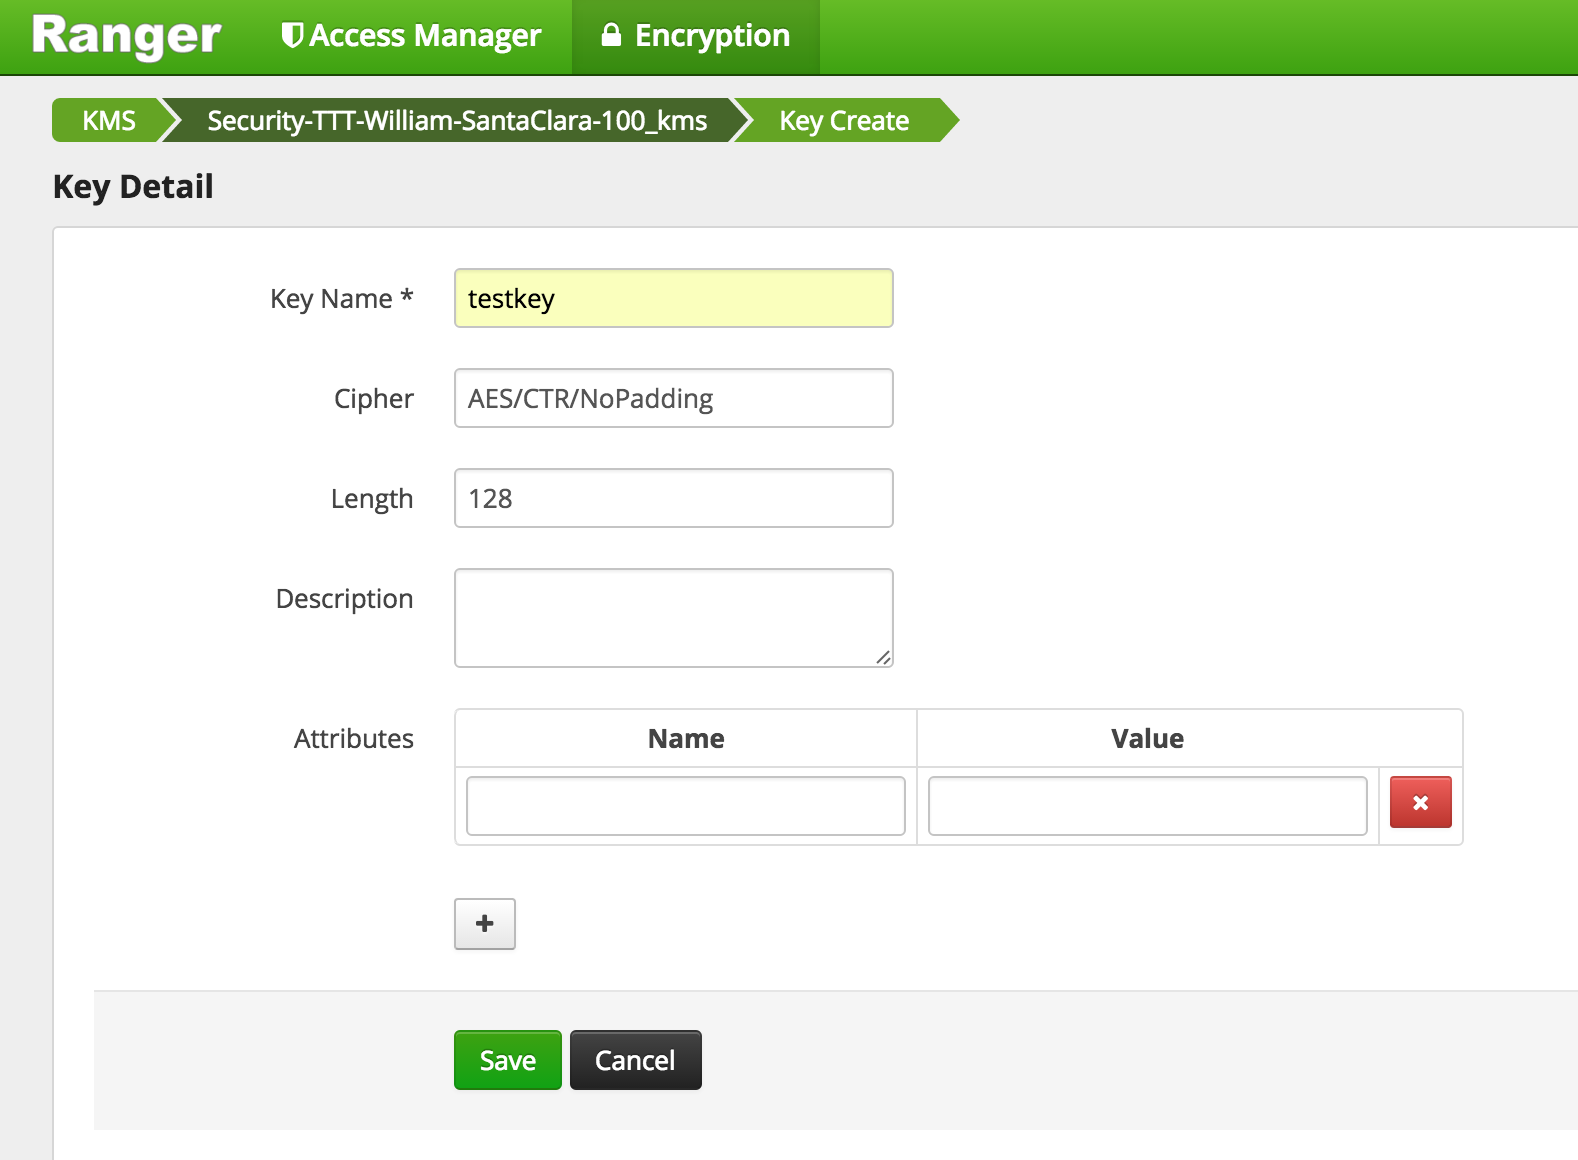 Ranger Access Manager Encryption
KMS Security-TTT-William-SantaClara-100_kms Key Create
Key Detail
Key Name * testkey
Cipher AES/CTR/NoPadding
Length 128
Description
Attributes Name Value
+
Save Cancel